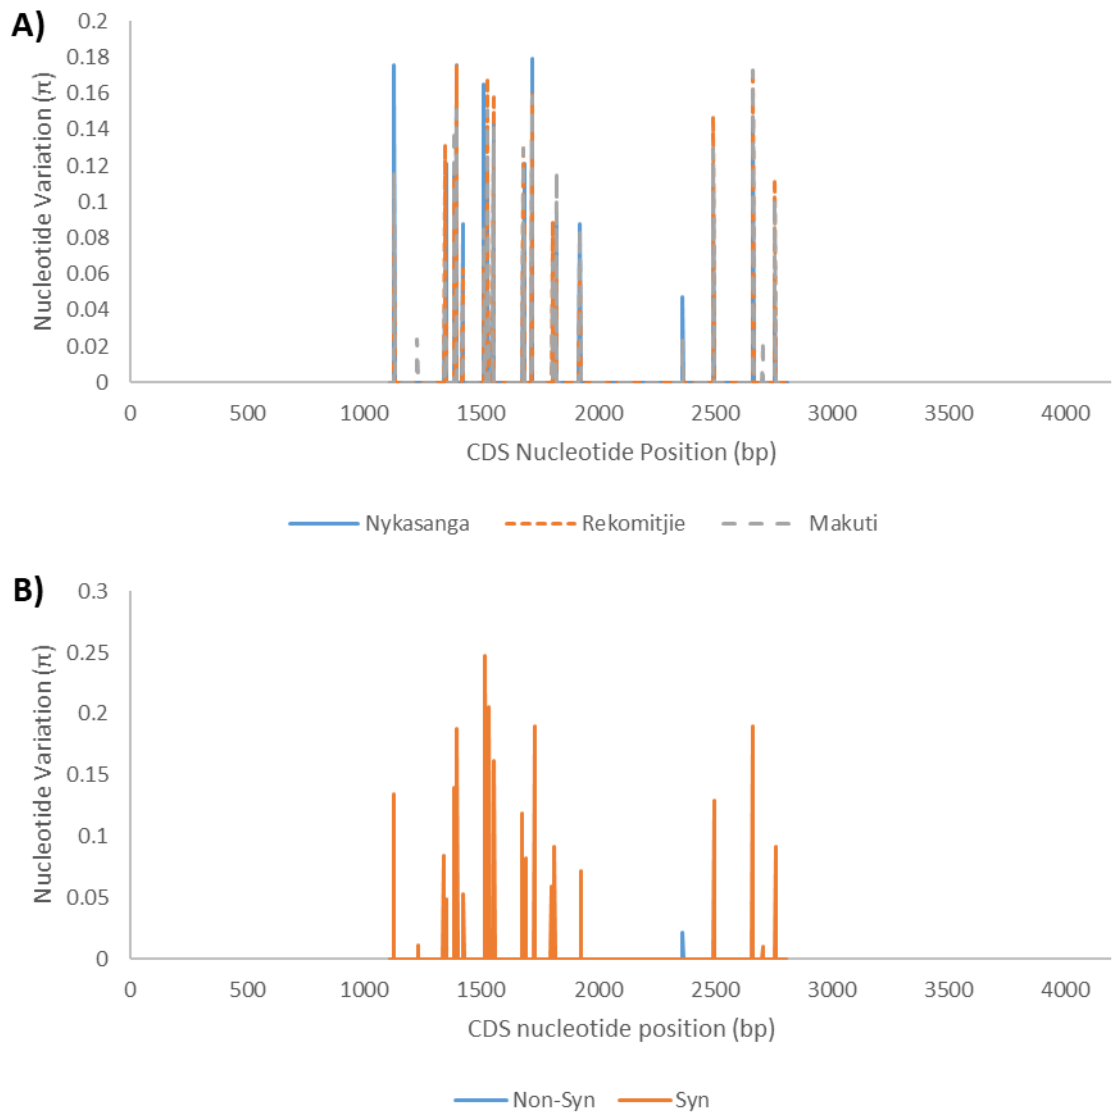 A)
Nucleotide Variation (π)
0.2
0.18
0.16
0.14
0.12
0.1
0.08
0.06
0.04
0.02
0
0 500 1000 1500 2000 2500 3000 3500 4000
CDS Nucleotide Position (bp)
Nykasanga Rekomitjie Makuti
B)
Nucleotide Variation (π)
0.3
0.25
0.2
0.15
0.1
0.05
0
0 500 1000 1500 2000 2500 3000 3500 4000
CDS nucleotide position (bp)
Non-Syn Syn